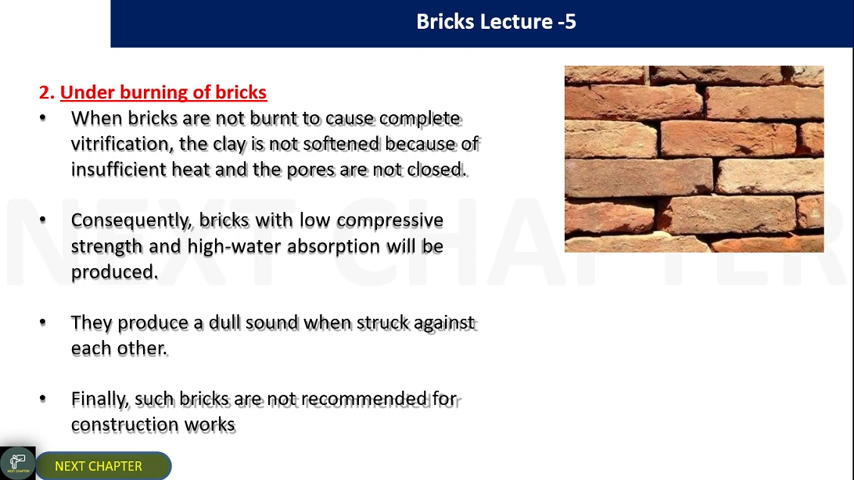 Bricks Lecture -5
2. Under burning of bricks
• When bricks are not burnt to cause complete
vitrification, the clay is not softened because of
insufficient heat and the pores are not closed.
• Consequently, bricks with low compressive
strength and high-water absorption will be
produced.
• They produce a dull sound when struck against
each other.
• Finally, such bricks are not recommended for
construction works
NEXT CHAPTER
NEXT CHAPTER
NEXT CHAPTER